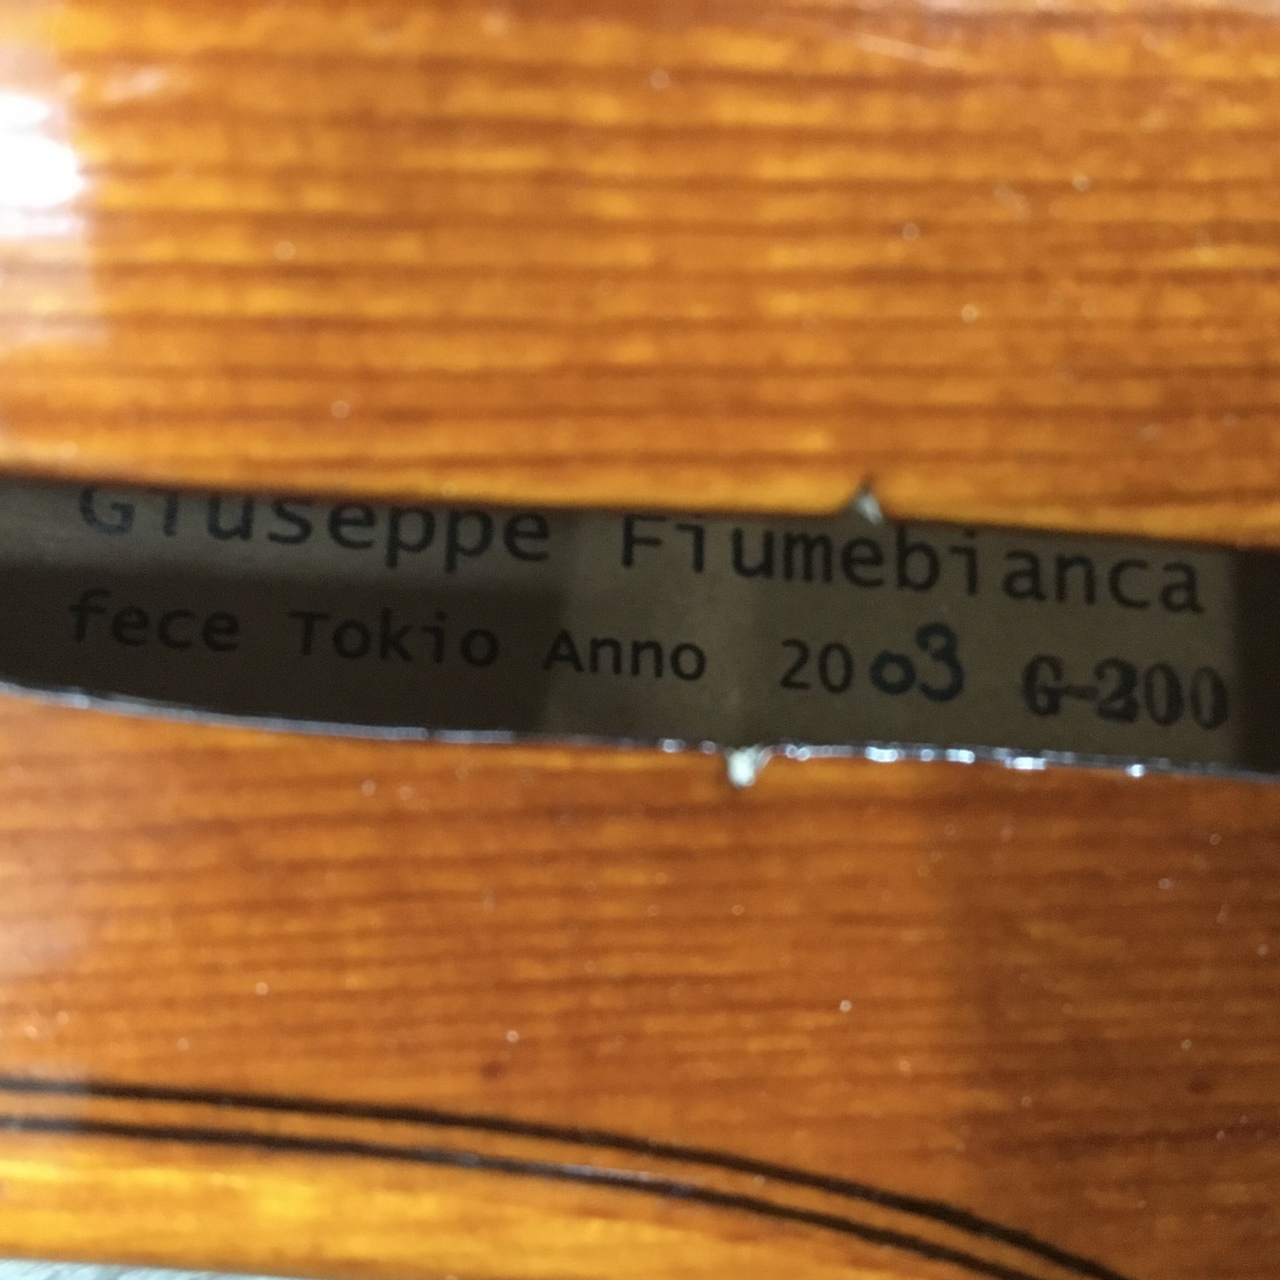 Giuseppe Fiumebianca
fece Tokio Anno 2003 G-200